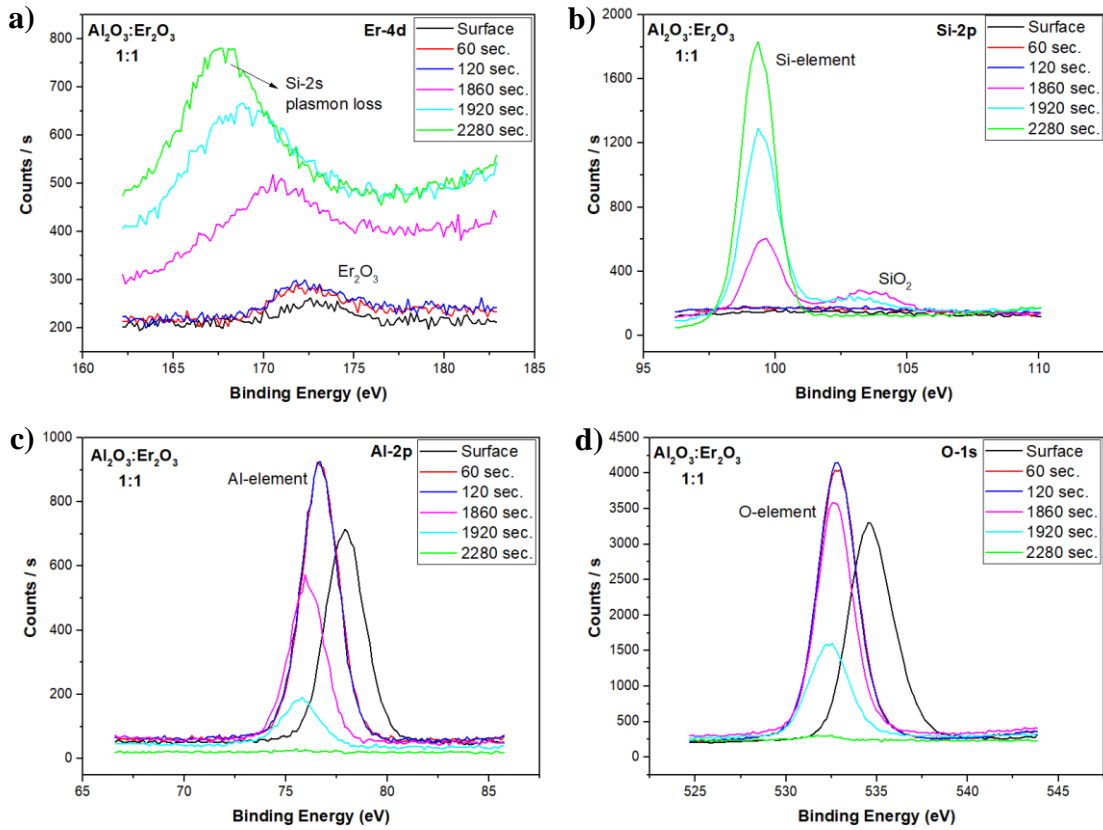 a)
Al₂O₃:Er₂O₃
1:1
Er-4d
Surface
60 sec.
120 sec.
1860 sec.
1920 sec.
2280 sec.
Si-2s
plasmon loss
Er₂O₃
800
700
600
500
400
300
200
160 165 170 175 180 185
Counts / s
Binding Energy (eV)
b)
Al₂O₃:Er₂O₃
1:1
Si-2p
Surface
60 sec.
120 sec.
1860 sec.
1920 sec.
2280 sec.
Si-element
SiO₂
2000
1600
1200
800
400
0
95 100 105 110
Counts / s
Binding Energy (eV)
c)
Al₂O₃:Er₂O₃
1:1
Al-2p
Surface
60 sec.
120 sec.
1860 sec.
1920 sec.
2280 sec.
Al-element
1000
800
600
400
200
0
65 70 75 80 85
Counts / s
Binding Energy (eV)
d)
Al₂O₃:Er₂O₃
1:1
O-1s
Surface
60 sec.
120 sec.
1860 sec.
1920 sec.
2280 sec.
O-element
4500
4000
3500
3000
2500
2000
1500
1000
500
0
525 530 535 540 545
Counts / s
Binding Energy (eV)